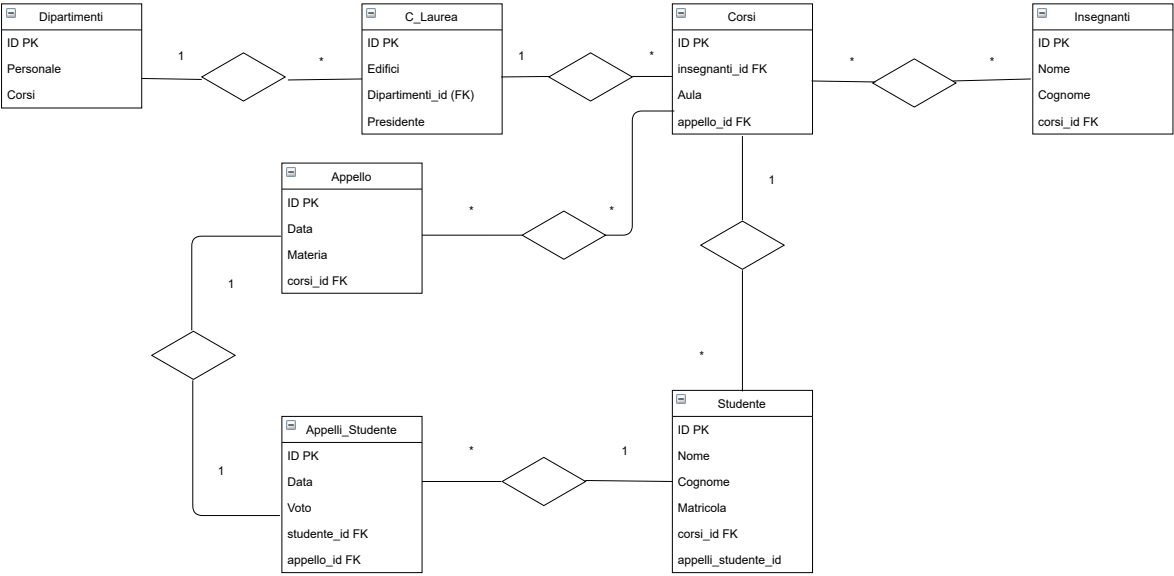 Dipartimenti
ID PK
Personale
Corsi
1
*
C_Laurea
ID PK
Edifici
Dipartimenti_id (FK)
Presidente
1
*
Corsi
ID PK
insegnanti_id FK
Aula
appello_id FK
*
*
Insegnanti
ID PK
Nome
Cognome
corsi_id FK
Appello
ID PK
Data
Materia
corsi_id FK
*
*
1
*
1
1
Appelli_Studente
ID PK
Data
Voto
studente_id FK
appello_id FK
*
1
Studente
ID PK
Nome
Cognome
Matricola
corsi_id FK
appelli_studente_id